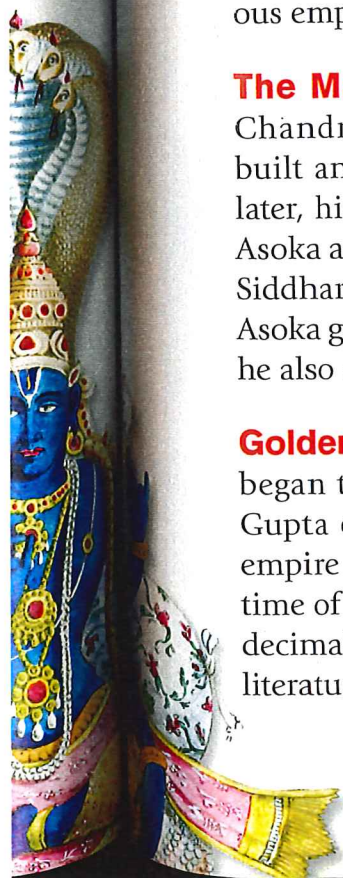 ous emp
The M
Chandr
built an
later, hi
Asoka a
Siddhar
Asoka g
he also
Golden
began t
Gupta e
empire
time of
decima
literatu